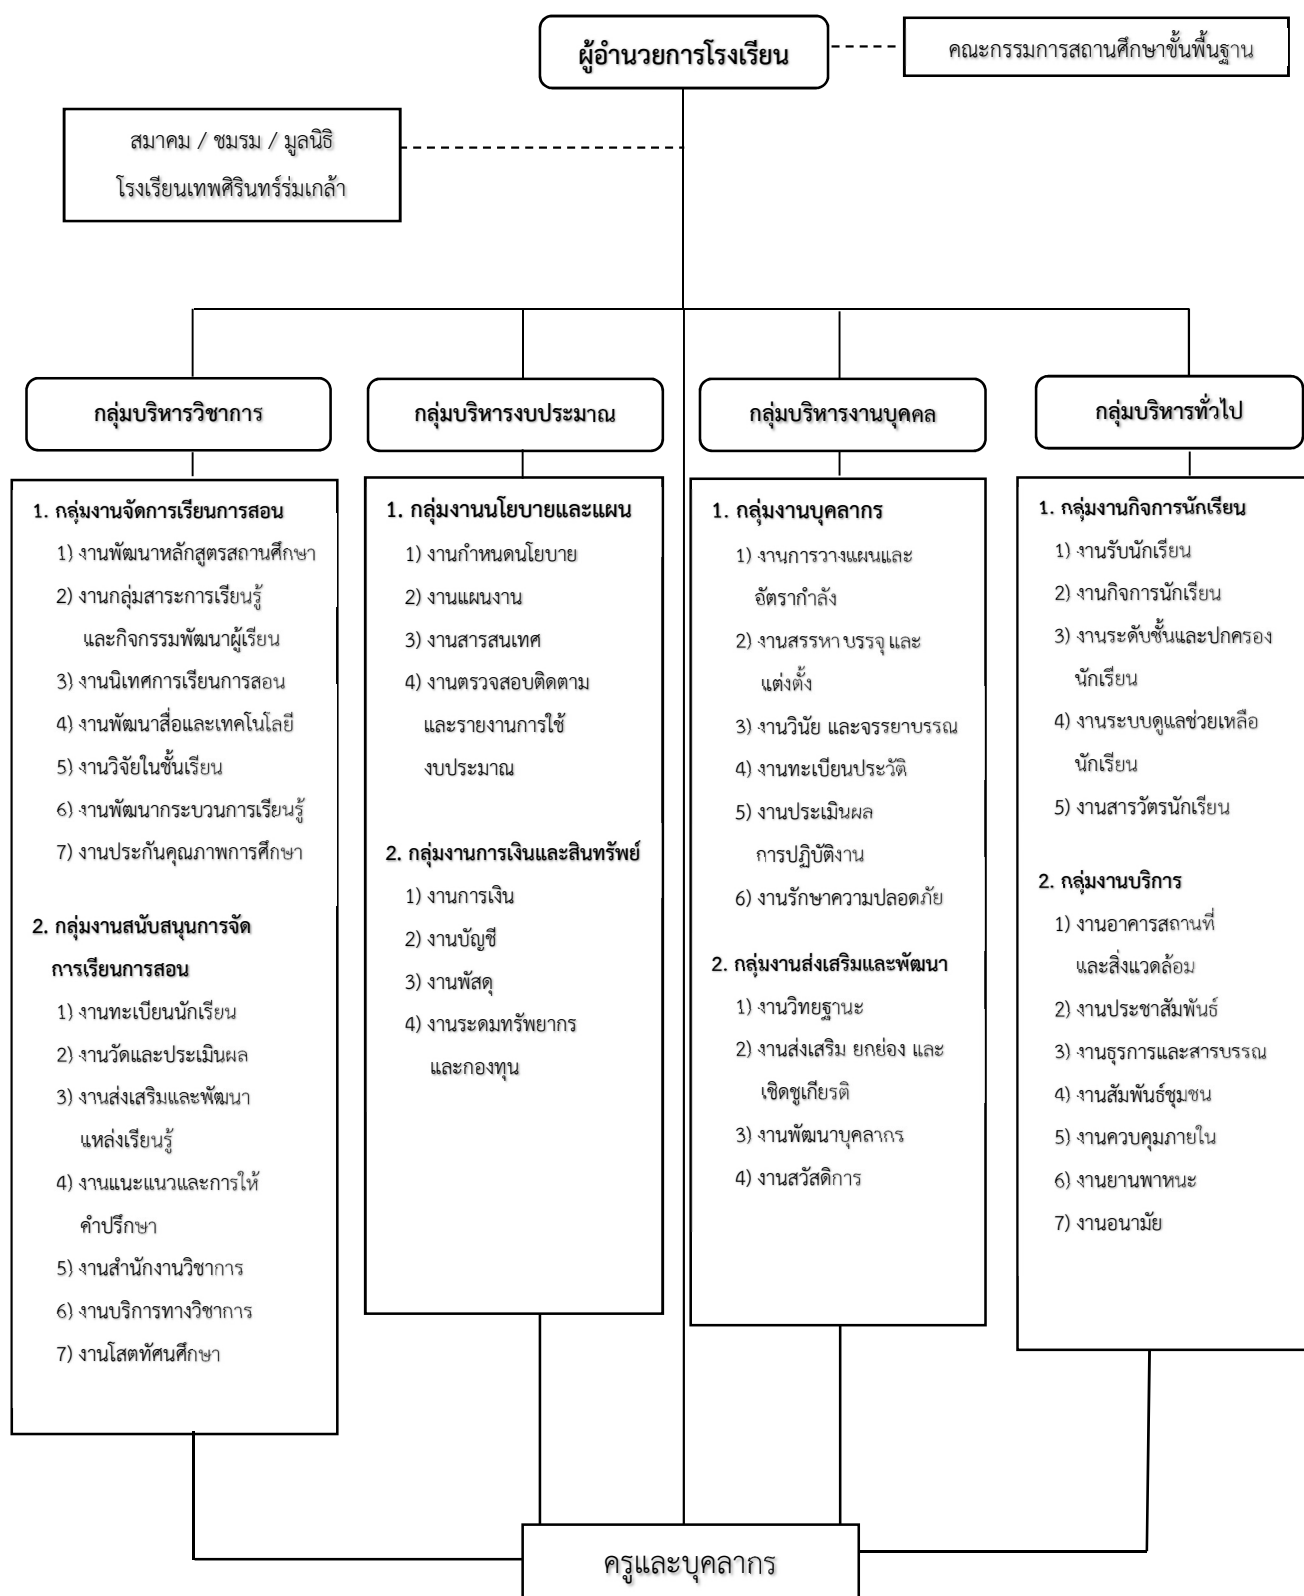 ผู้อำนวยการโรงเรียน
คณะกรรมการสถานศึกษาขั้นพื้นฐาน
สมาคม / ชมรม / มูลนิธิ
โรงเรียนเทพศิรินทร์ร่มเกล้า
กลุ่มบริหารวิชาการ
1. กลุ่มงานจัดการเรียนการสอน
1) งานพัฒนาหลักสูตรสถานศึกษา
2) งานกลุ่มสาระการเรียนรู้
และกิจกรรมพัฒนาผู้เรียน
3) งานนิเทศการเรียนการสอน
4) งานพัฒนาสื่อและเทคโนโลยี
5) งานวิจัยในชั้นเรียน
6) งานพัฒนากระบวนการเรียนรู้
7) งานประกันคุณภาพการศึกษา
2. กลุ่มงานสนับสนุนการจัด
การเรียนการสอน
1) งานทะเบียนนักเรียน
2) งานวัดและประเมินผล
3) งานส่งเสริมและพัฒนา
แหล่งเรียนรู้
4) งานแนะแนวและการให้
คำปรึกษา
5) งานสำนักงานวิชาการ
6) งานบริการทางวิชาการ
7) งานโสตทัศนศึกษา
กลุ่มบริหารงบประมาณ
1. กลุ่มงานนโยบายและแผน
1) งานกำหนดนโยบาย
2) งานแผนงาน
3) งานสารสนเทศ
4) งานตรวจสอบติดตาม
และรายงานการใช้
งบประมาณ
2. กลุ่มงานการเงินและสินทรัพย์
1) งานการเงิน
2) งานบัญชี
3) งานพัสดุ
4) งานระดมทรัพยากร
และกองทุน
กลุ่มบริหารงานบุคคล
1. กลุ่มงานบุคลากร
1) งานการวางแผนและ
อัตรากำลัง
2) งานสรรหา บรรจุ และ
แต่งตั้ง
3) งานวินัย และจรรยาบรรณ
4) งานทะเบียนประวัติ
5) งานประเมินผล
การปฏิบัติงาน
6) งานรักษาความปลอดภัย
2. กลุ่มงานส่งเสริมและพัฒนา
1) งานวิทยฐานะ
2) งานส่งเสริม ยกย่อง และ
เชิดชูเกียรติ
3) งานพัฒนาบุคลากร
4) งานสวัสดิการ
กลุ่มบริหารทั่วไป
1. กลุ่มงานกิจการนักเรียน
1) งานรับนักเรียน
2) งานกิจการนักเรียน
3) งานระดับชั้นและปกครอง
นักเรียน
4) งานระบบดูแลช่วยเหลือ
นักเรียน
5) งานสารวัตรนักเรียน
2. กลุ่มงานบริการ
1) งานอาคารสถานที่
และสิ่งแวดล้อม
2) งานประชาสัมพันธ์
3) งานธุรการและสารบรรณ
4) งานสัมพันธ์ชุมชน
5) งานควบคุมภายใน
6) งานยานพาหนะ
7) งานอนามัย
ครูและบุคลากร